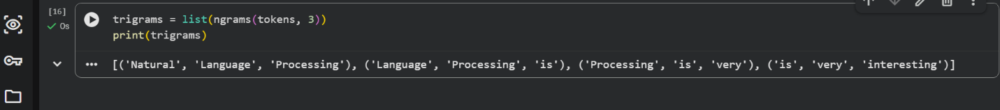 [16]
0s
trigrams = list(ngrams(tokens, 3))
print(trigrams)
[('Natural', 'Language', 'Processing'), ('Language', 'Processing', 'is'), ('Processing', 'is', 'very'), ('is', 'very', 'interesting')]